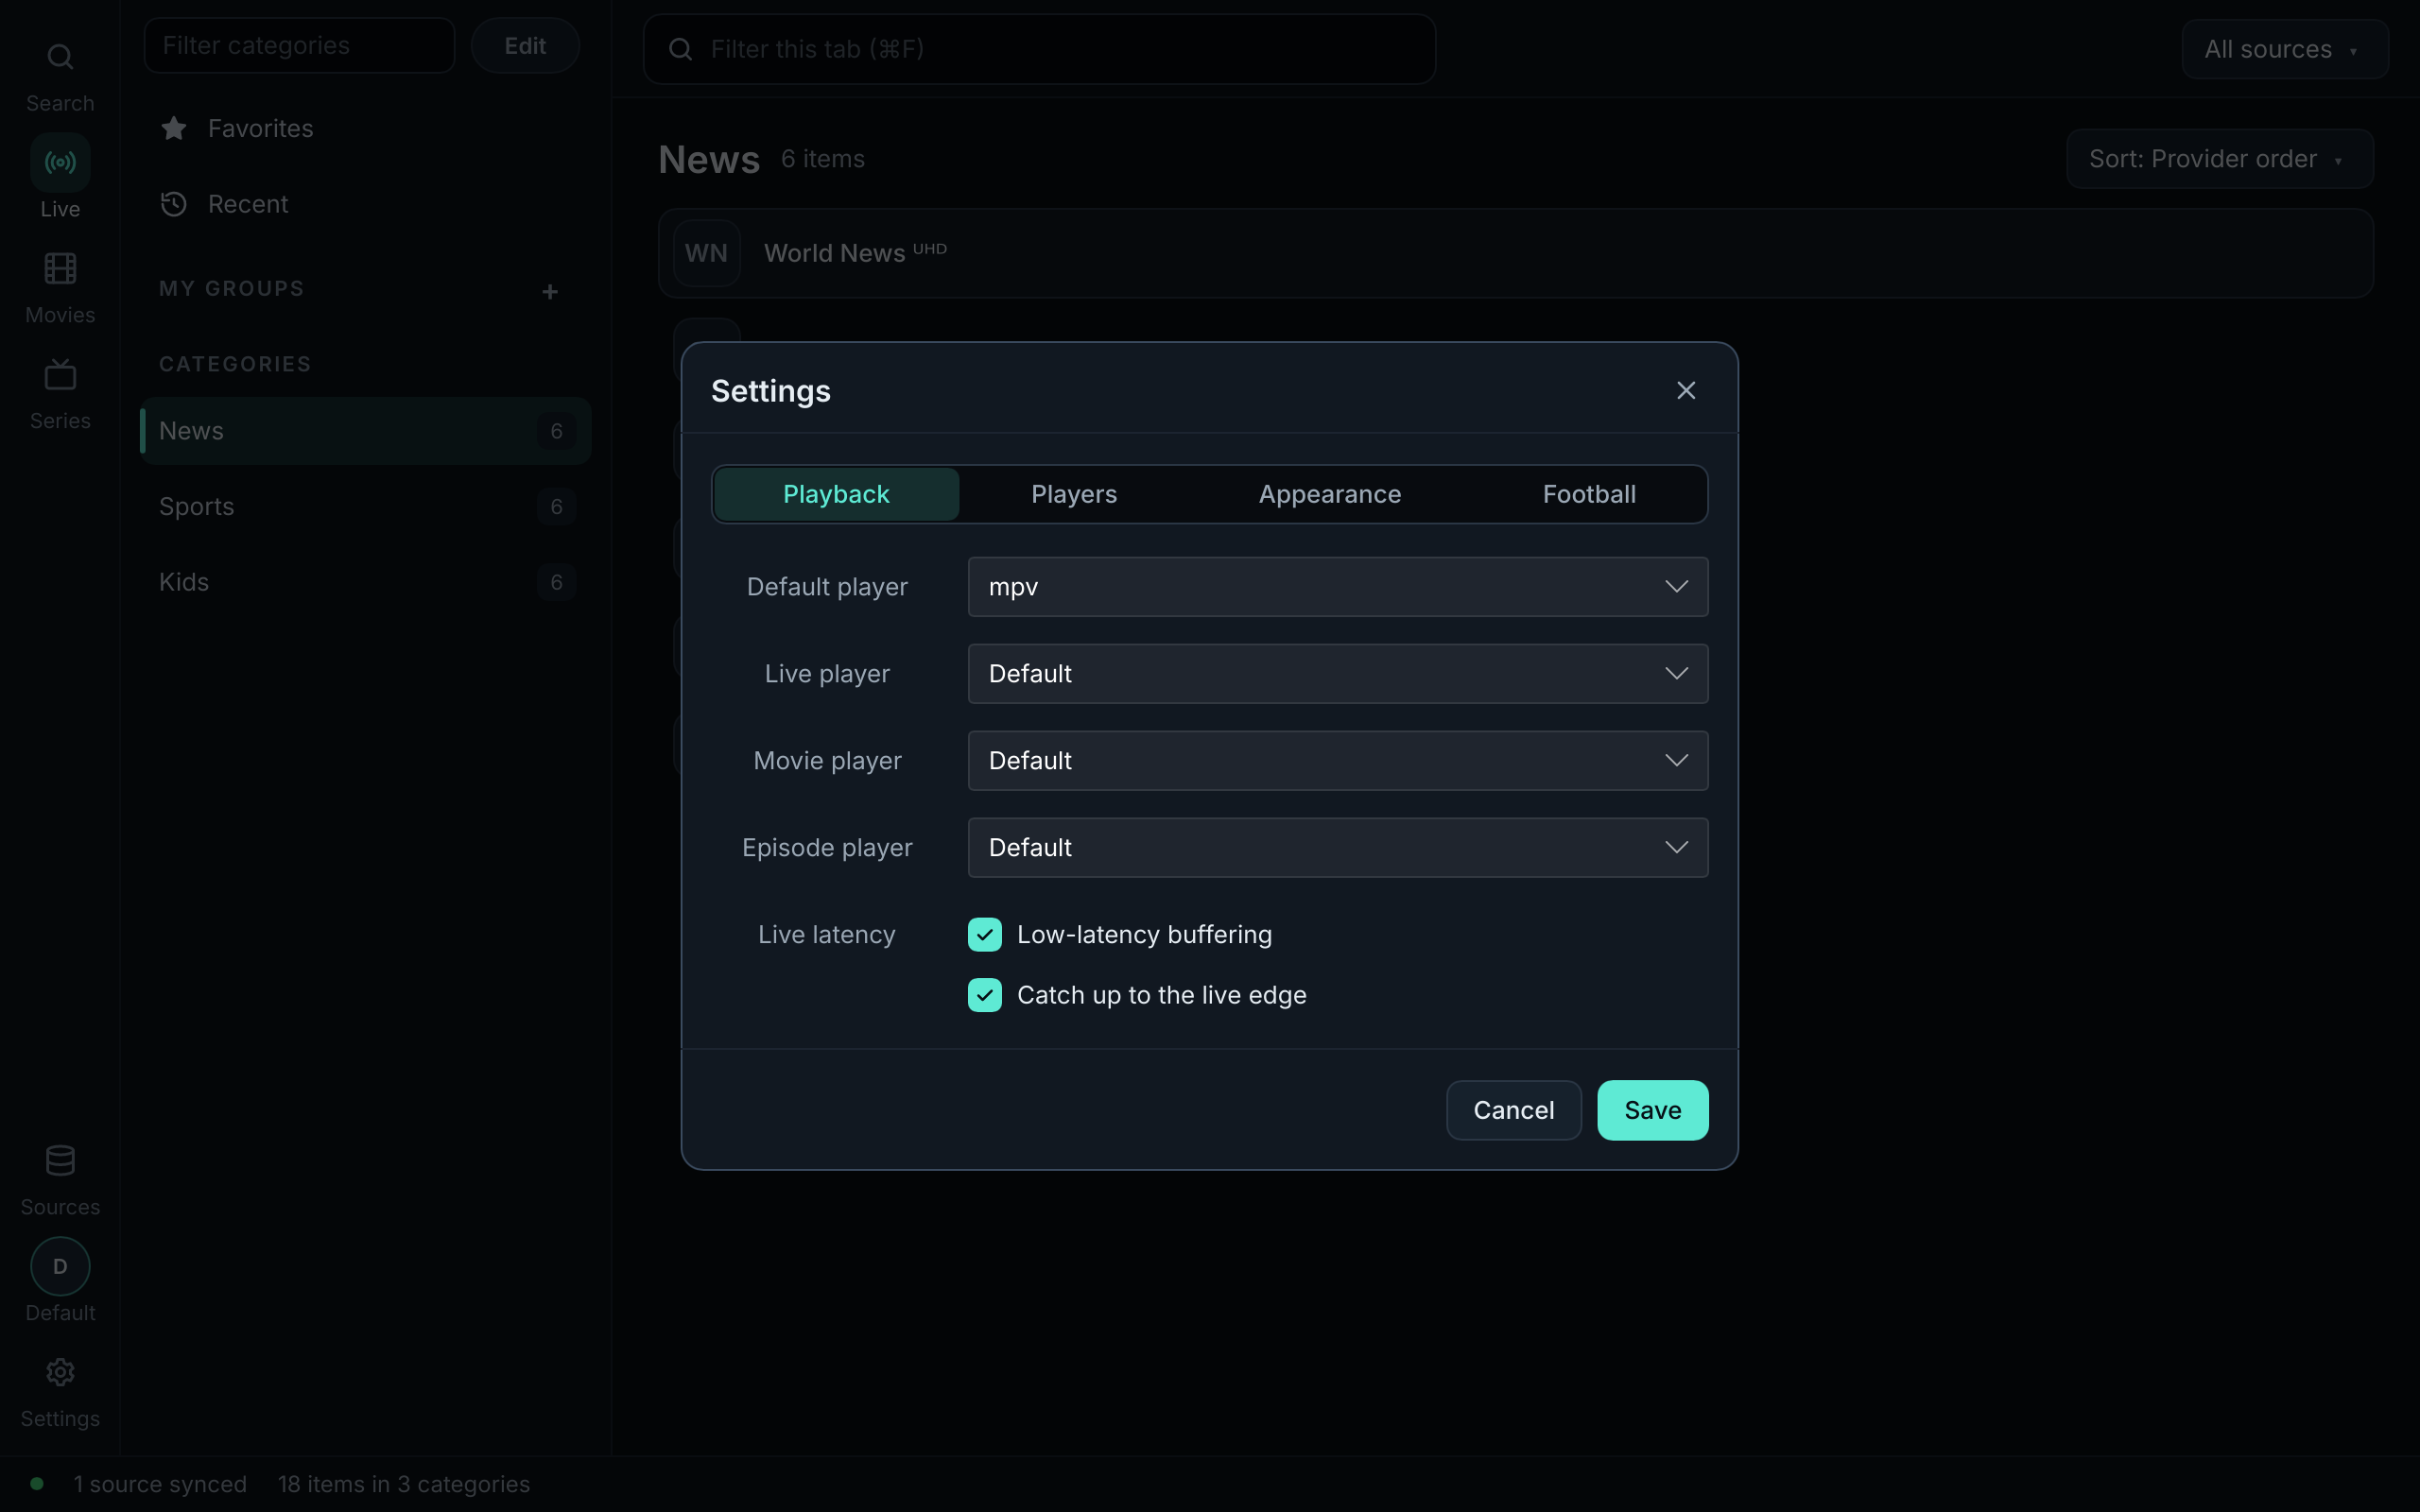 Search
Live
Movies
Series
Sources
D
Default
Settings
Filter categories
Edit
Favorites
Recent
MY GROUPS +
CATEGORIES
News 6
Sports 6
Kids 6
Filter this tab (⌘F)
All sources
News 6 items
Sort: Provider order
WN World News UHD
Settings
Playback Players Appearance Football
Default player mpv
Live player Default
Movie player Default
Episode player Default
Live latency Low-latency buffering
Catch up to the live edge
Cancel Save
1 source synced 18 items in 3 categories